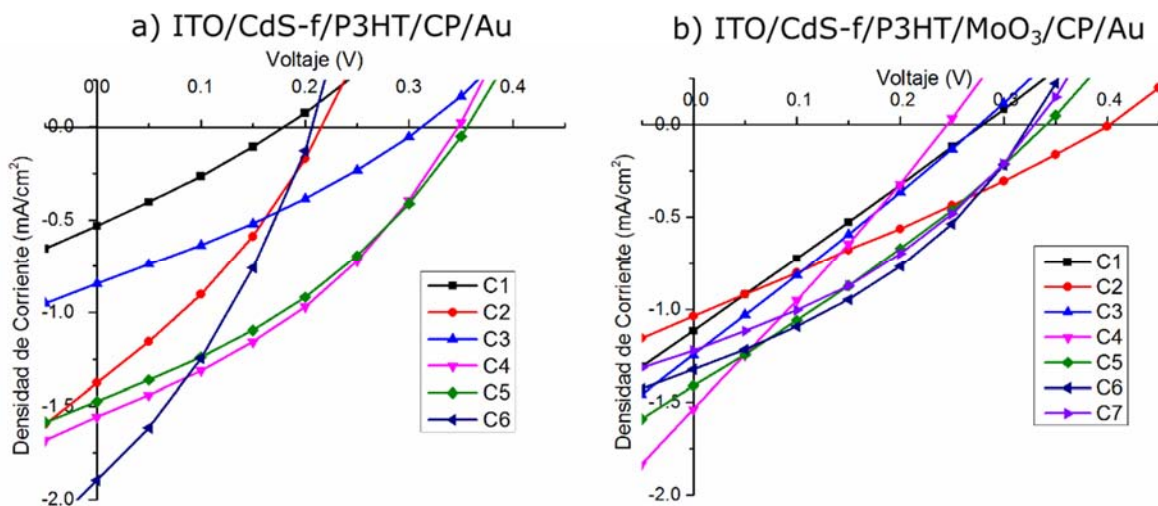 a) ITO/CdS-f/P3HT/CP/Au
Voltaje (V)
0.0 0.1 0.2 0.3 0.4
0.0
-0.5
-1.0
-1.5
-2.0
Densidad de Corriente (mA/cm²)
C1
C2
C3
C4
C5
C6
b) ITO/CdS-f/P3HT/MoO₃/CP/Au
Voltaje (V)
0.0 0.1 0.2 0.3 0.4
0.0
-0.5
-1.0
-1.5
-2.0
Densidad de Corriente (mA/cm²)
C1
C2
C3
C4
C5
C6
C7